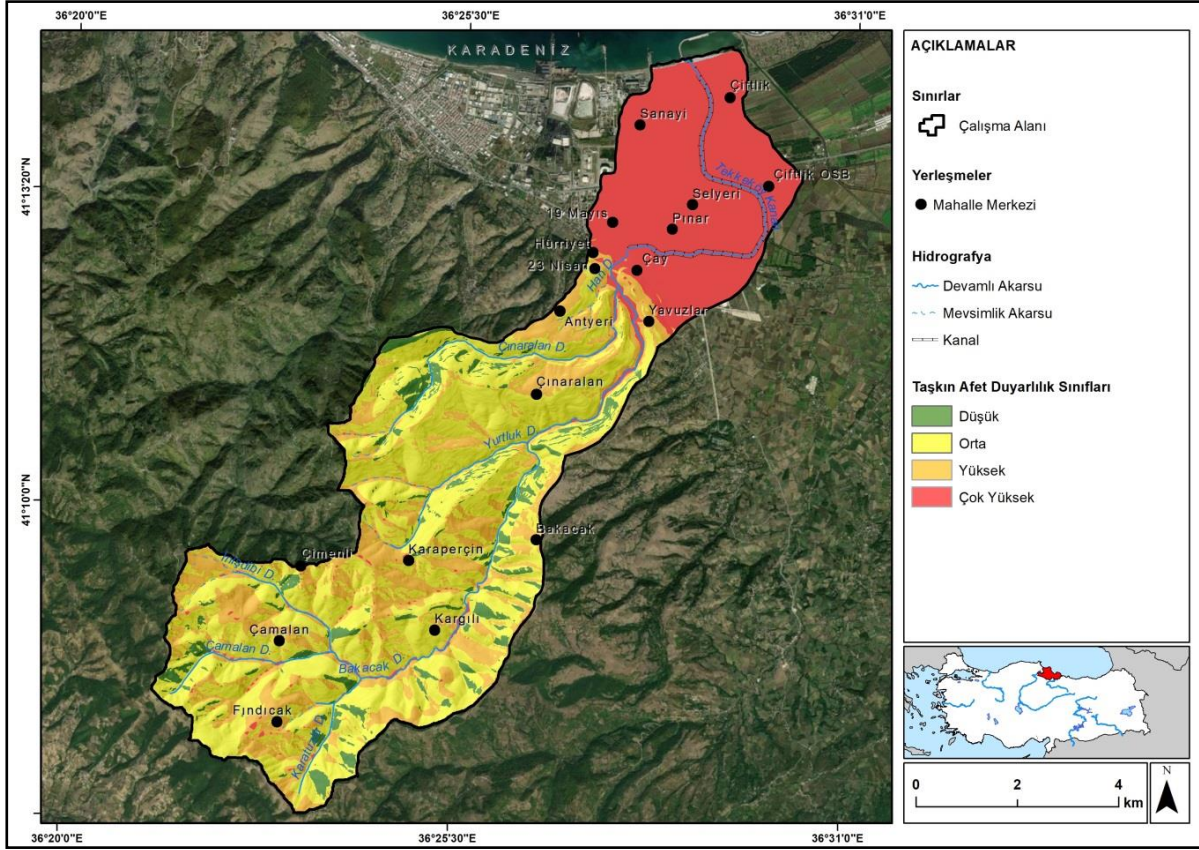 36°20'0"E
36°25'30"E
36°31'0"E
KARADENİZ
Çiftlik
Sanayi
41°13'20"N
Tekkeköy Kanalı
Çiftlik OSB
Selyeri
19 Mayıs
Pınar
Hürriyet
23 Nisan
Han D.
Çay
Yavuzlar
Antyeri
Çınaralan D.
Çınaralan
Yurtluk D.
41°10'0"N
Bakacak
Çimenli
Karaperçin
Kargılı
Çamalan
Çamalan D.
Bakacak D.
Fındıcak
36°20'0"E
36°25'30"E
36°31'0"E
AÇIKLAMALAR
Sınırlar
Çalışma Alanı
Yerleşmeler
Mahalle Merkezi
Hidrografya
Devamlı Akarsu
Mevsimlik Akarsu
Kanal
Taşkın Afet Duyarlılık Sınıfları
Düşük
Orta
Yüksek
Çok Yüksek
0 2 4
km
N